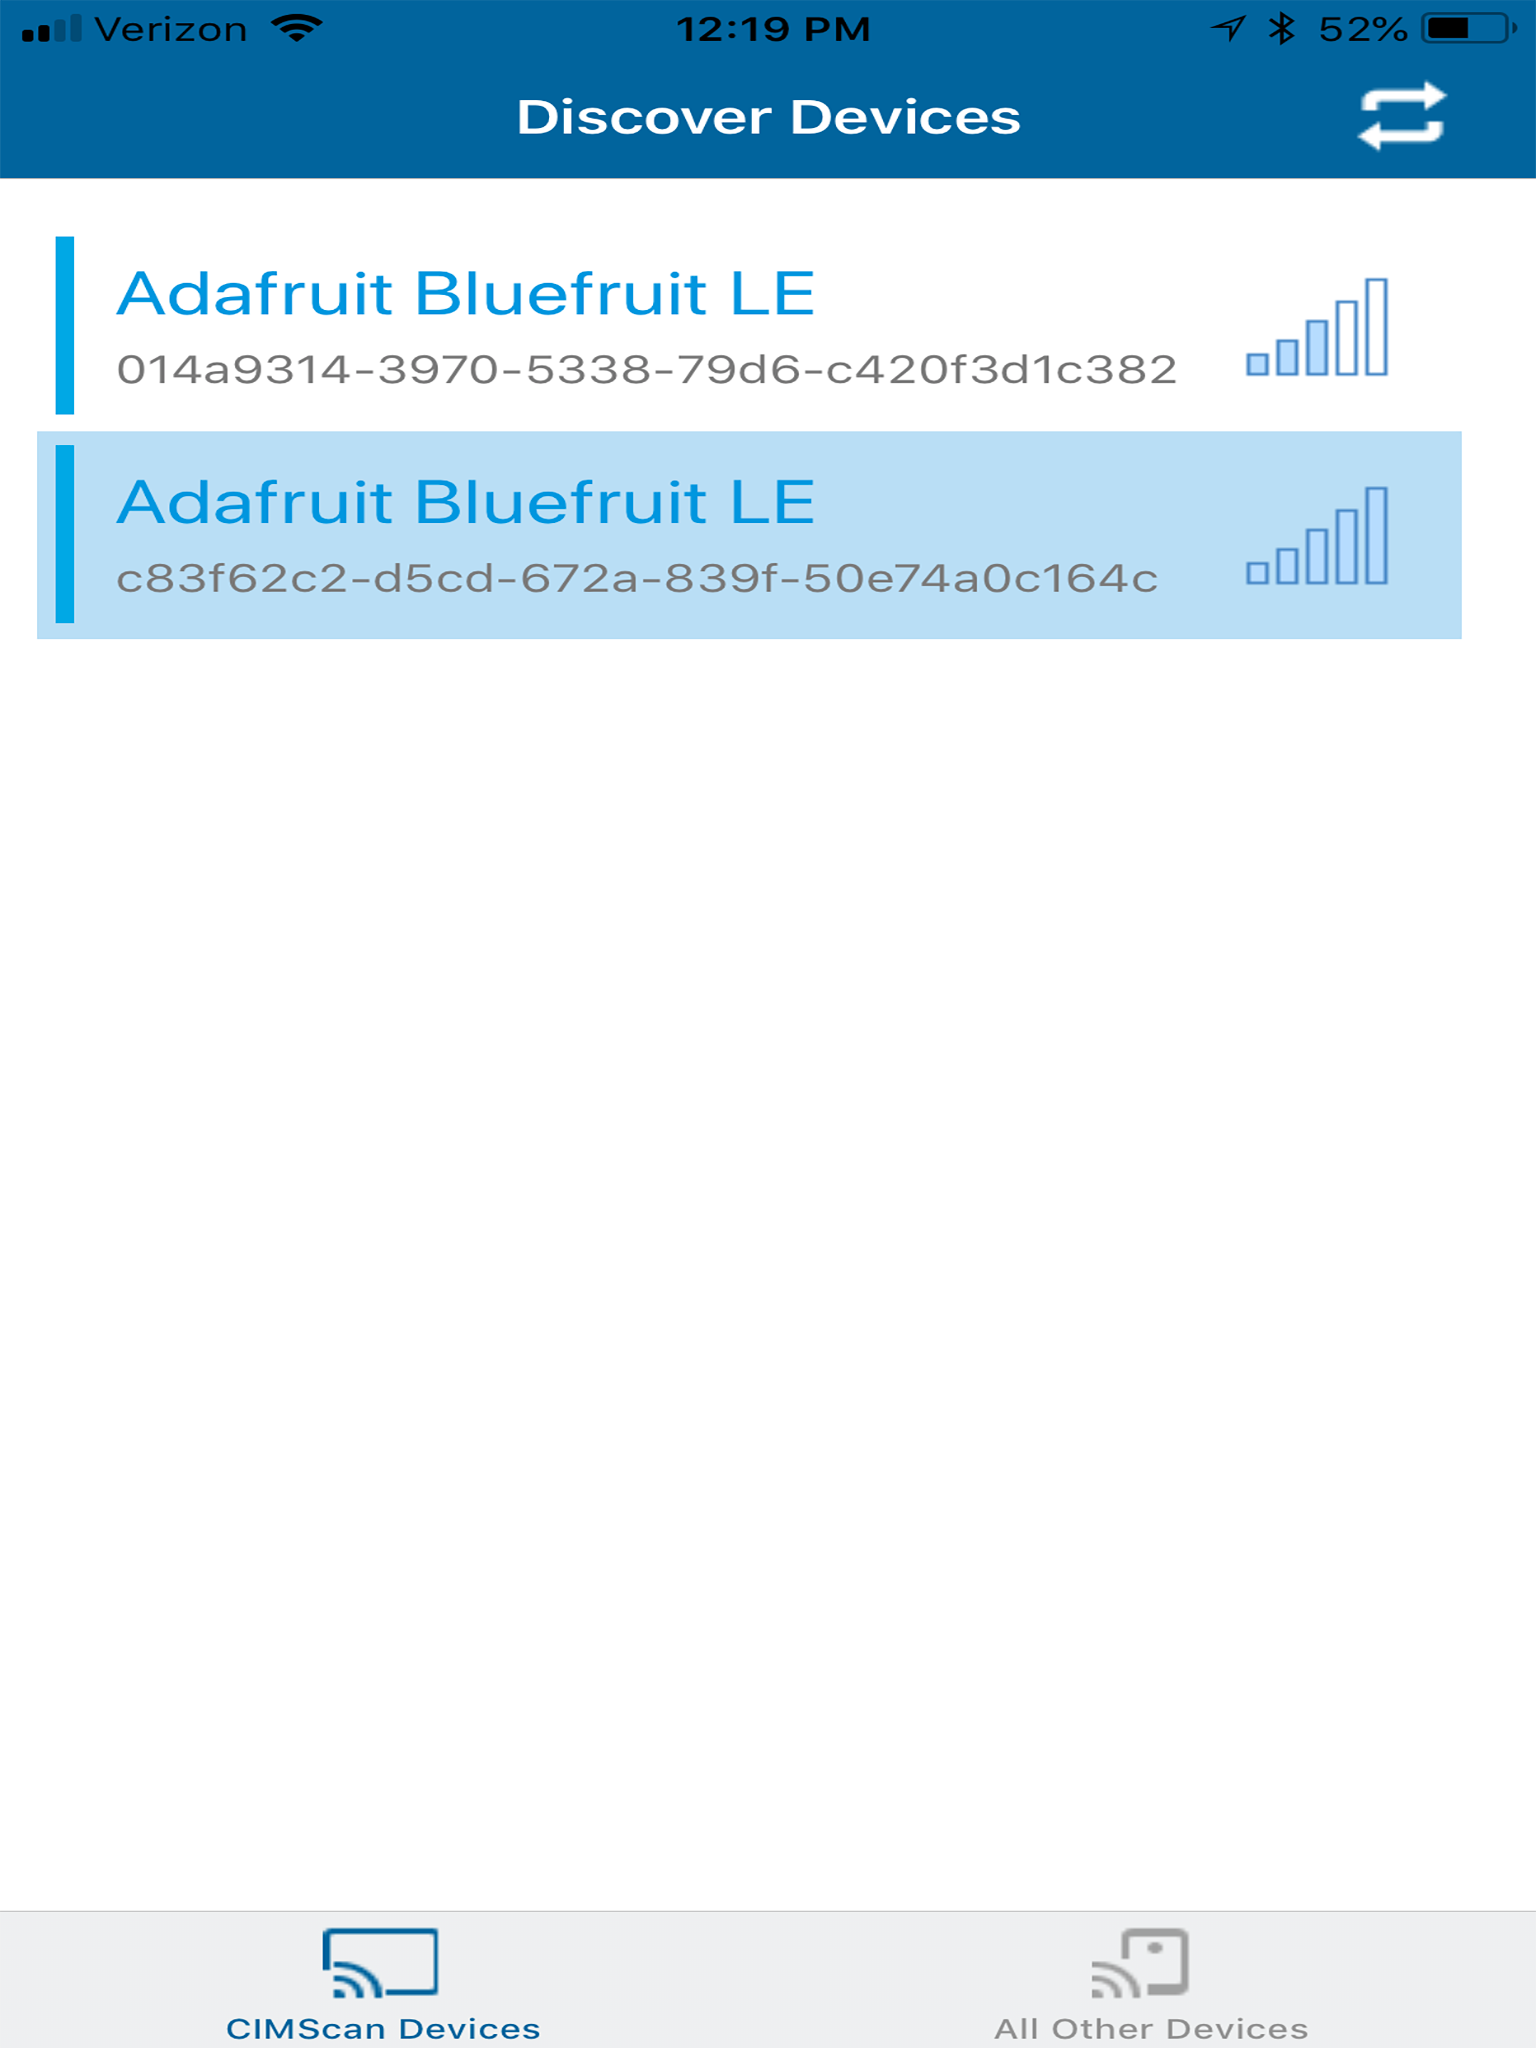 Verizon 12:19 PM 52%
Discover Devices
Adafruit Bluefruit LE
014a9314-3970-5338-79d6-c420f3d1c382
Adafruit Bluefruit LE
c83f62c2-d5cd-672a-839f-50e74a0c164c
CIMScan Devices All Other Devices